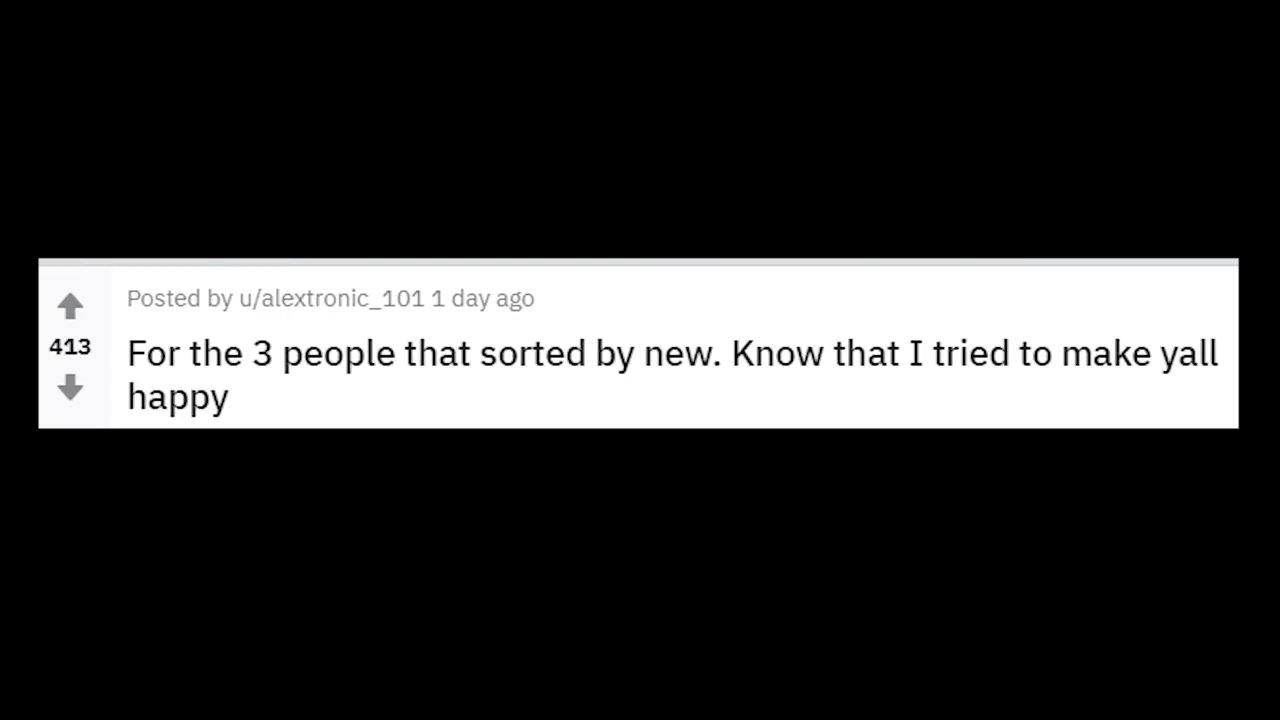 Posted by u/alextronic_101 1 day ago
413
For the 3 people that sorted by new. Know that I tried to make yall
happy